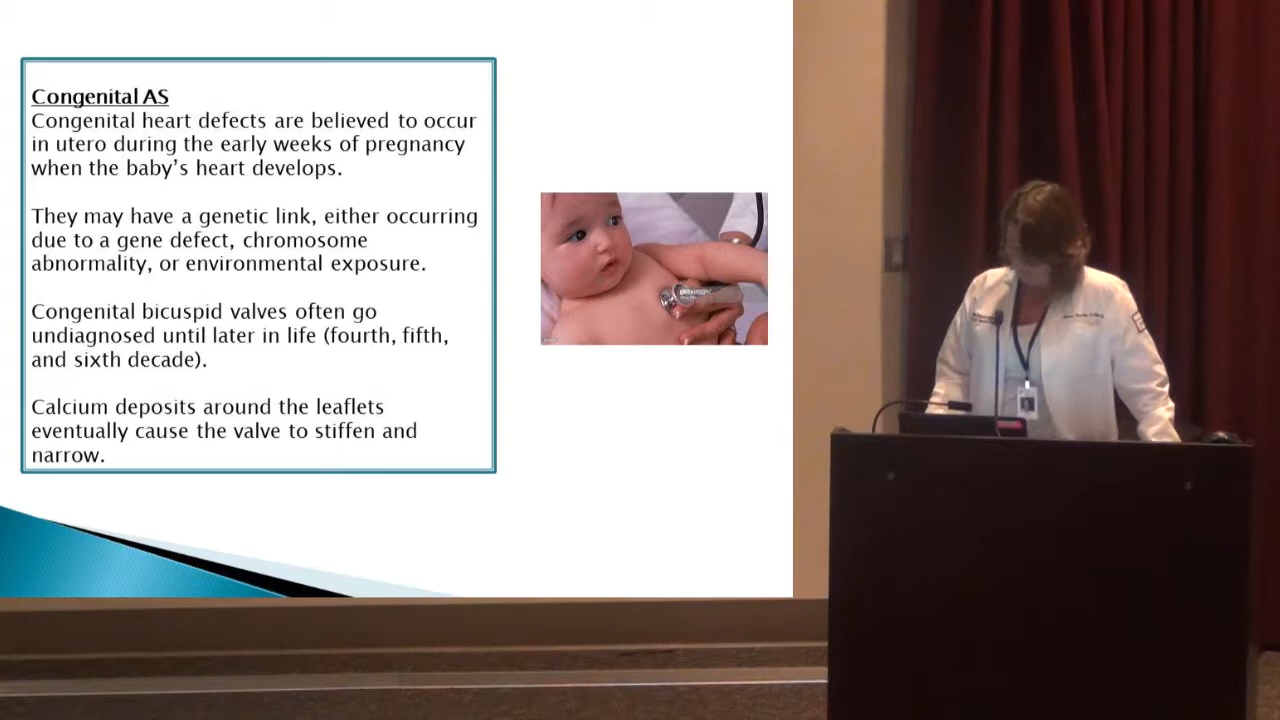 Congenital AS
Congenital heart defects are believed to occur
in utero during the early weeks of pregnancy
when the baby's heart develops.
They may have a genetic link, either occurring
due to a gene defect, chromosome
abnormality, or environmental exposure.
Congenital bicuspid valves often go
undiagnosed until later in life (fourth, fifth,
and sixth decade).
Calcium deposits around the leaflets
eventually cause the valve to stiffen and
narrow.
gettyimages